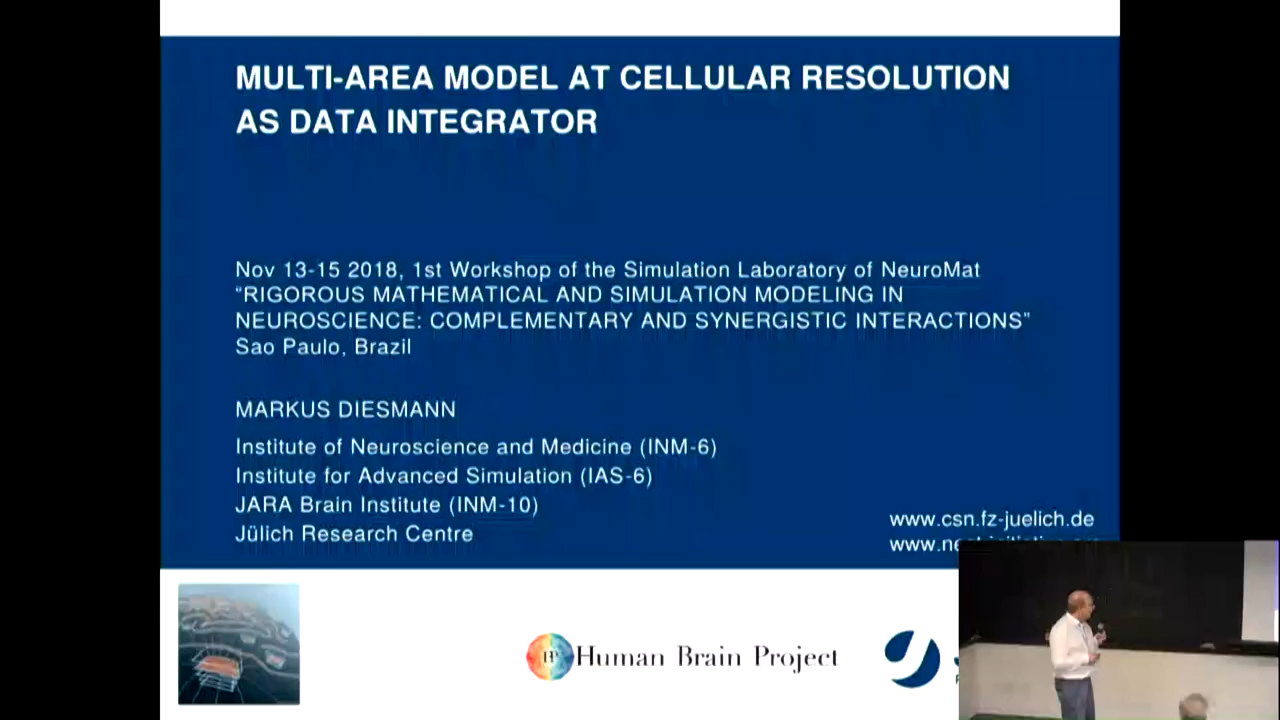 MULTI-AREA MODEL AT CELLULAR RESOLUTION
AS DATA INTEGRATOR
Nov 13-15 2018, 1st Workshop of the Simulation Laboratory of NeuroMat
“RIGOROUS MATHEMATICAL AND SIMULATION MODELING IN
NEUROSCIENCE: COMPLEMENTARY AND SYNERGISTIC INTERACTIONS”
Sao Paulo, Brazil
MARKUS DIESMANN
Institute of Neuroscience and Medicine (INM-6)
Institute for Advanced Simulation (IAS-6)
JARA Brain Institute (INM-10)
Jülich Research Centre
www.csn.fz-juelich.de
Human Brain Project